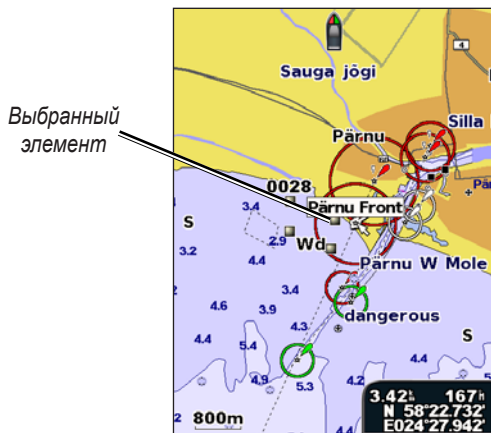 Выбранный
элемент
4
Sauga jõgi
Silla
Pärnu
Pär
0028
3.4
Pärnu Front
S
2.9
Wd
3.2
4.4
Pärnu W Mole
3.4
4.6
3.9
dangerous
4.4
4.3
S
5.4
4.4
4.9
5.3
4.2
800m
3.42
167
N 58°22.732'
E024°27.942'